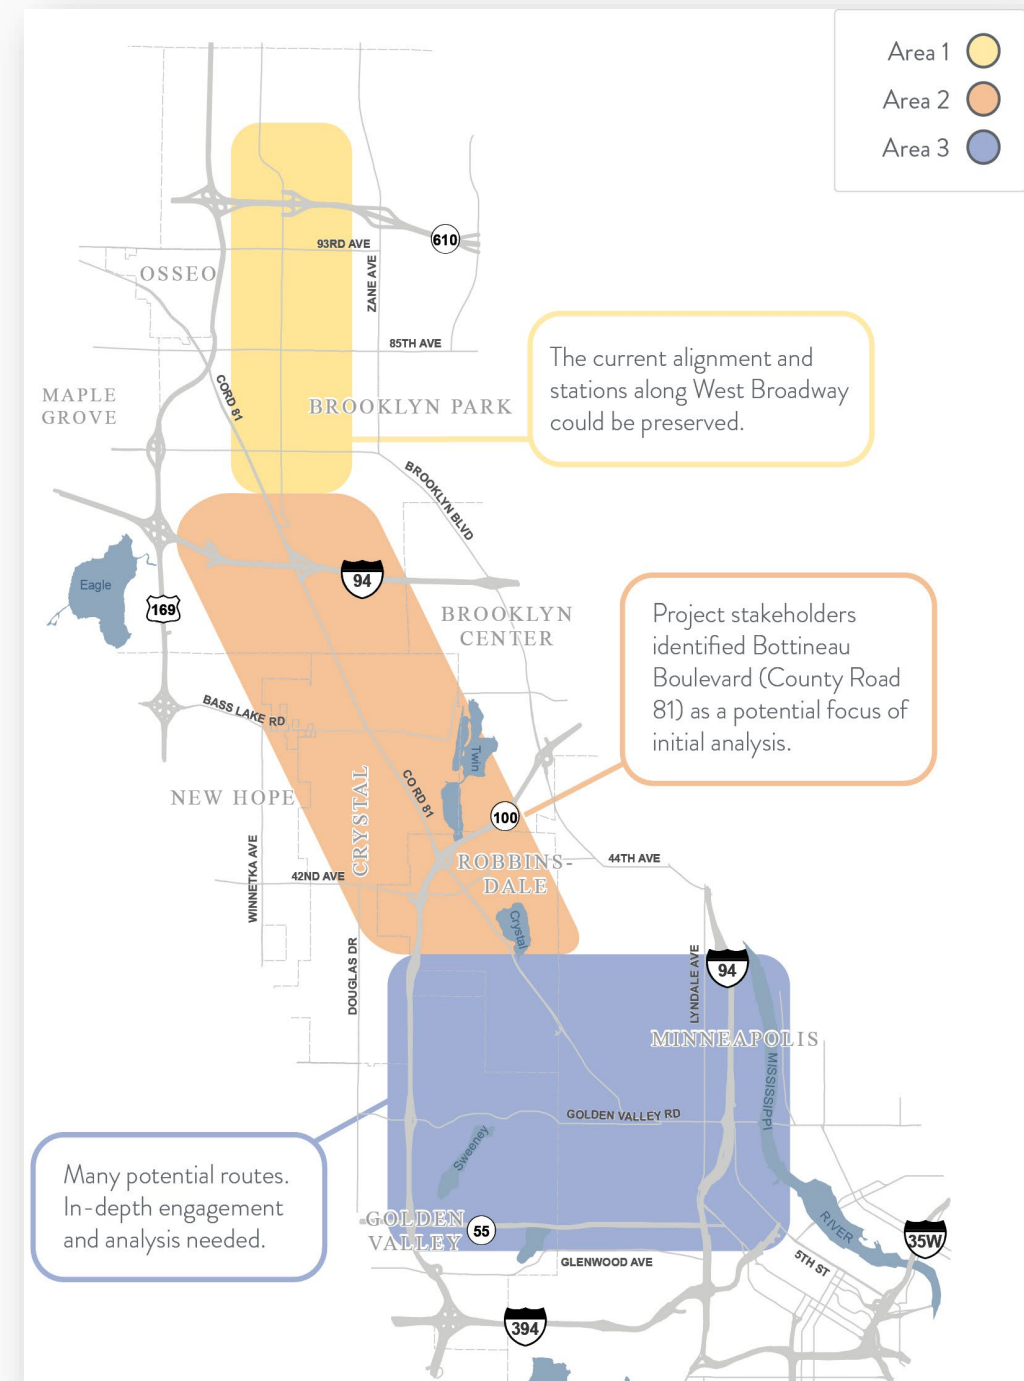 Area 1
Area 2
Area 3
610
93RD AVE
OSSEO
ZANE AVE
85TH AVE
The current alignment and
stations along West Broadway
could be preserved.
MAPLE
GROVE
CORD 81
BROOKLYN PARK
BROOKLYN BLVD
94
Eagle
169
BROOKLYN
CENTER
Project stakeholders
identified Bottineau
Boulevard (County Road
81) as a potential focus of
initial analysis.
BASS LAKE RD
Twin
NEW HOPE
CRYSTAL
CO RD 81
100
WINNETKA AVE
42ND AVE
ROBBINS-
DALE
44TH AVE
Crystal
DOUGLAS DR
LYNDALE AVE
94
MINNEAPOLIS
MISSISSIPPI
GOLDEN VALLEY RD
Sweeney
Many potential routes.
In-depth engagement
and analysis needed.
GOLDEN
VALLEY
55
RIVER
35W
GLENWOOD AVE
5TH ST
394